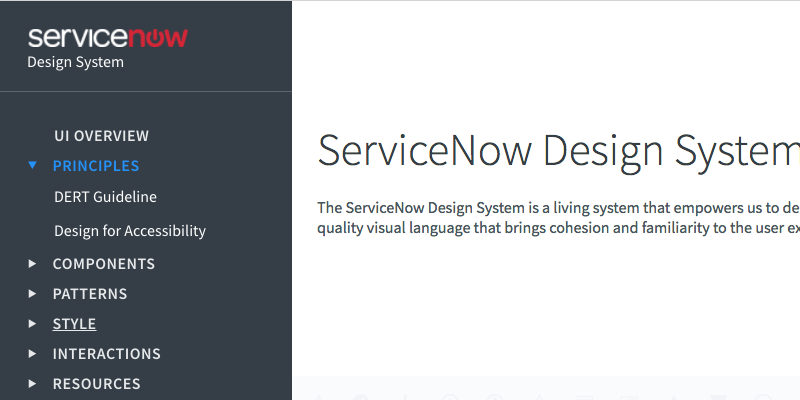 servicenow
Design System
UI OVERVIEW
PRINCIPLES
DERT Guideline
Design for Accessibility
COMPONENTS
PATTERNS
STYLE
INTERACTIONS
RESOURCES
ServiceNow Design System
The ServiceNow Design System is a living system that empowers us to de
quality visual language that brings cohesion and familiarity to the user ex